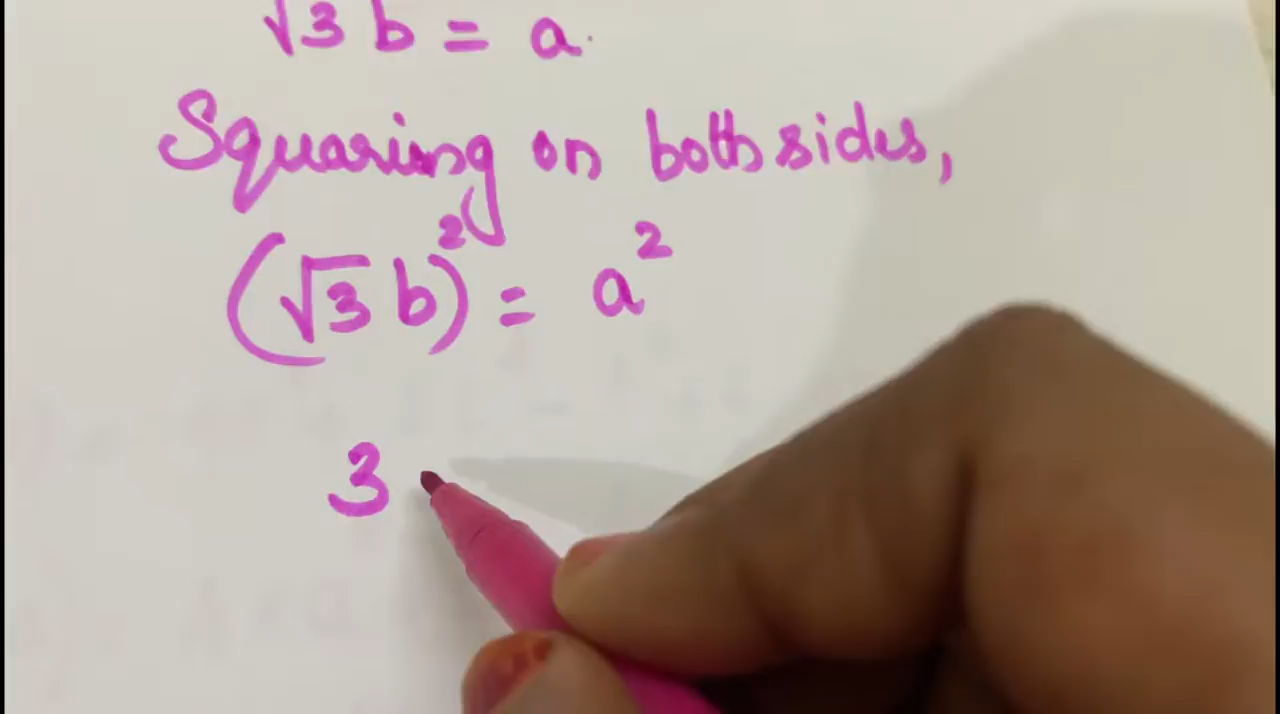 √3 b = a.
Squaring on both sides,
(√3 b)² = a²
3